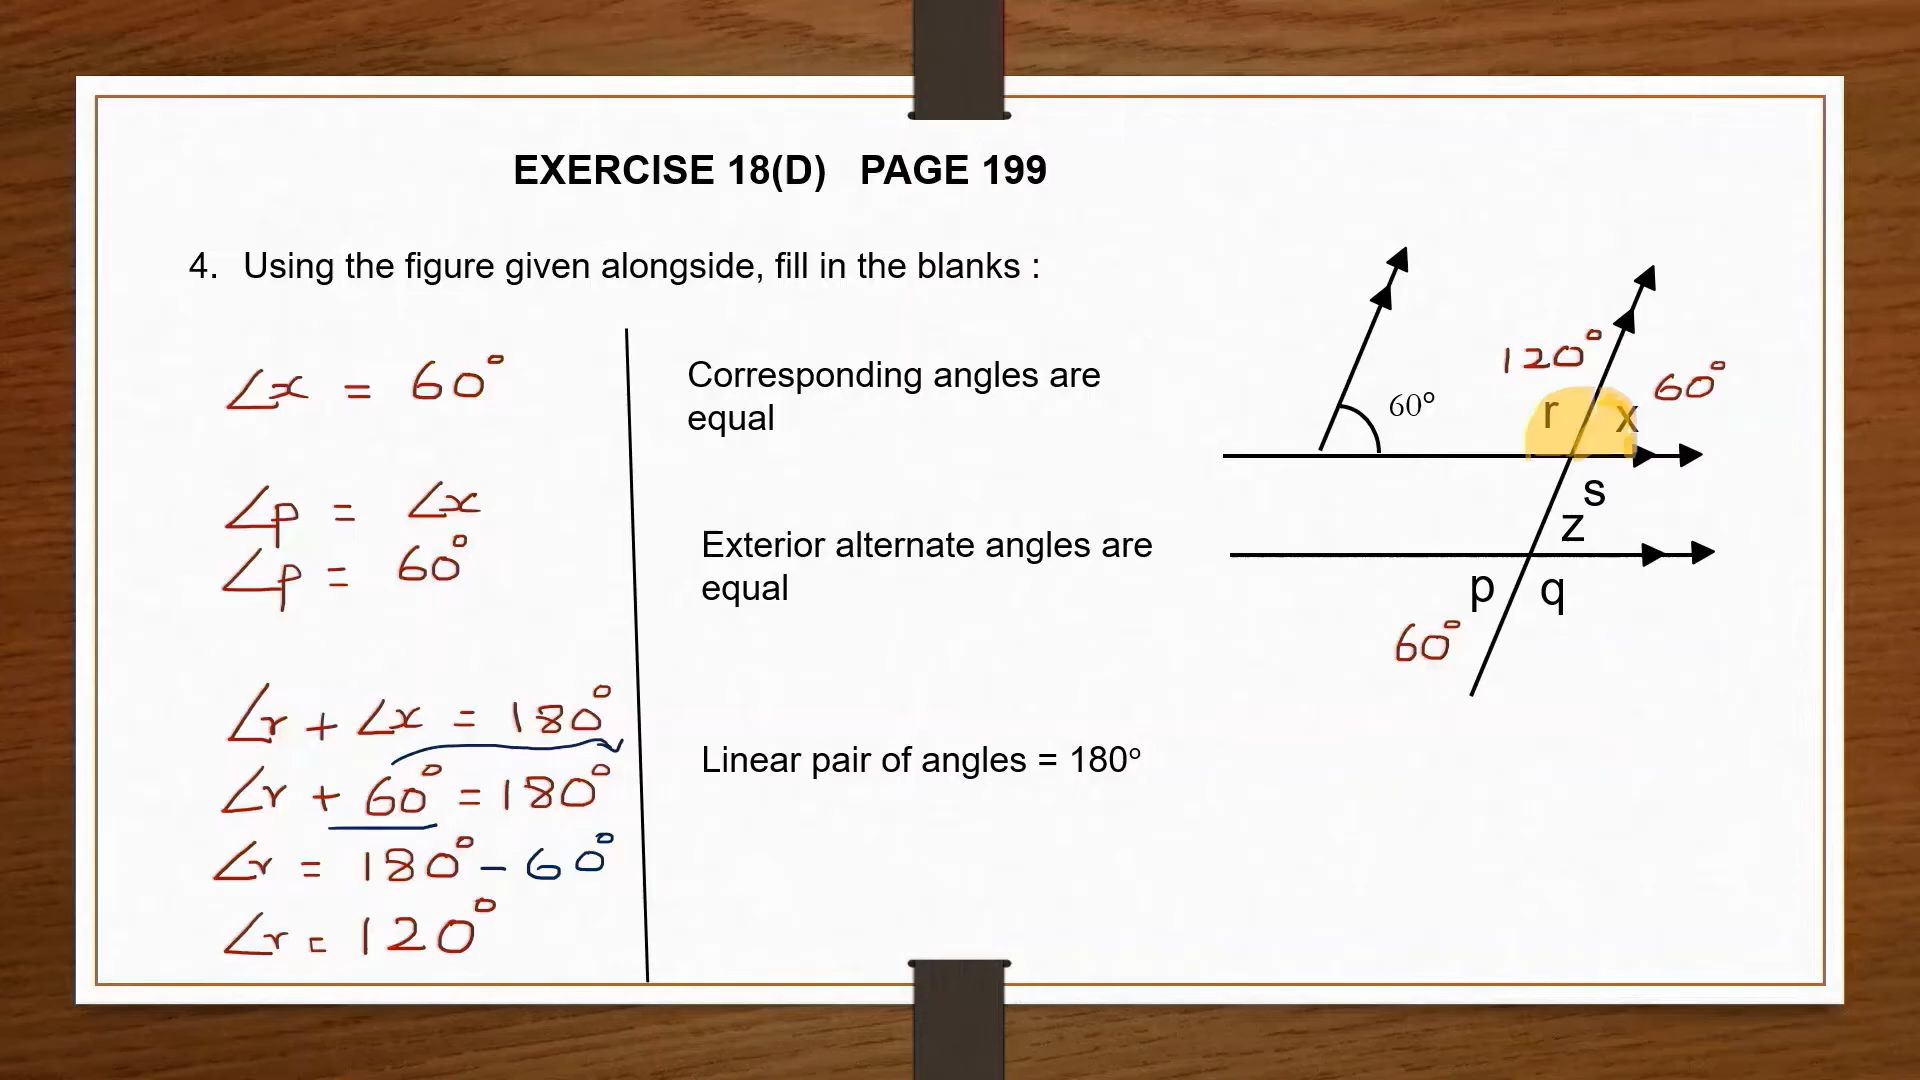 EXERCISE 18(D) PAGE 199
4. Using the figure given alongside, fill in the blanks :
∠x = 60°
∠p = ∠x
∠p = 60°
∠r + ∠x = 180°
∠r + 60° = 180°
∠r = 180° - 60°
∠r = 120°
Corresponding angles are
equal
Exterior alternate angles are
equal
Linear pair of angles = 180°
60°
120°
60°
r
x
s
z
p
q
60°